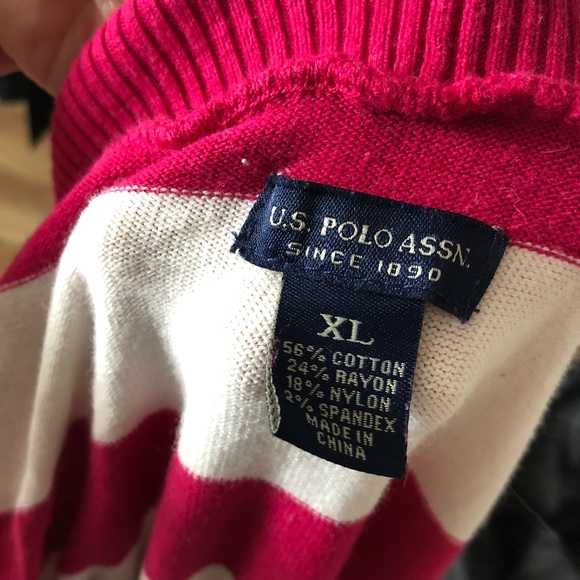 U.S. POLO ASSN.
SINCE 1890
XL
56% COTTON
24% RAYON
18% NYLON
2% SPANDEX
MADE IN
CHINA